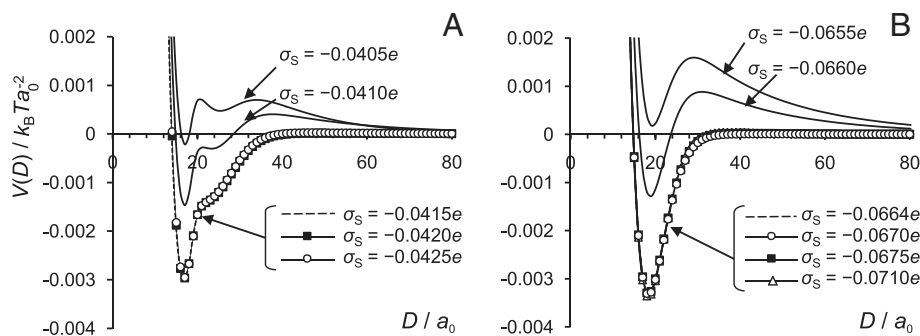 A
V(D) / k_B T a_0^-2
0.002
0.001
0
-0.001
-0.002
-0.003
-0.004
0 20 40 60 80
σ_S = −0.0405e
σ_S = −0.0410e
σ_S = −0.0415e
σ_S = −0.0420e
σ_S = −0.0425e
D / a_0
B
0.002
0.001
0
-0.001
-0.002
-0.003
-0.004
0 20 40 60 80
σ_S = −0.0655e
σ_S = −0.0660e
σ_S = −0.0664e
σ_S = −0.0670e
σ_S = −0.0675e
σ_S = −0.0710e
D / a_0